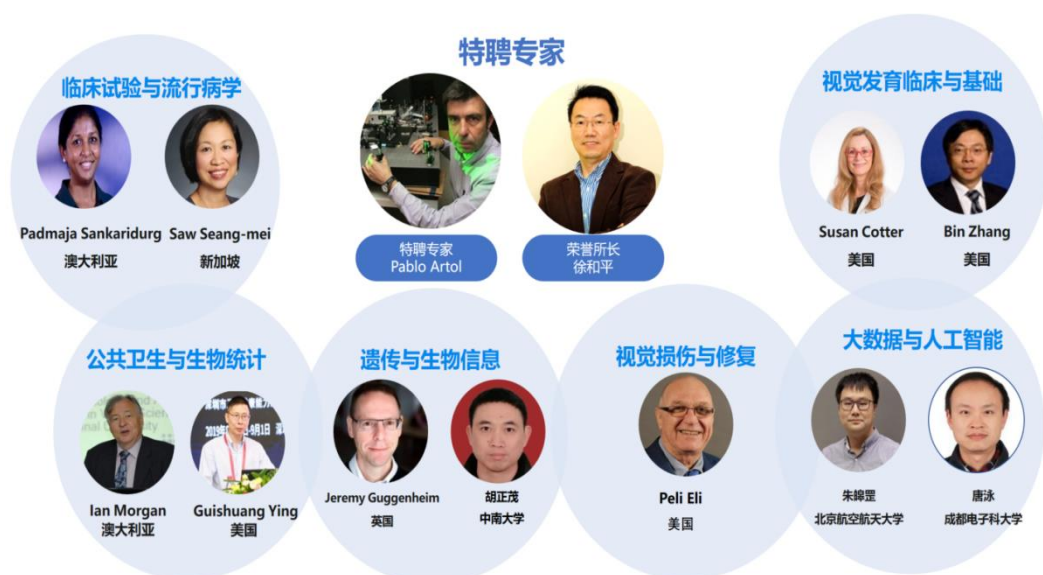 特聘专家
临床试验与流行病学
Padmaja Sankaridurg
澳大利亚
Saw Seang-mei
新加坡
特聘专家
Pablo Artol
荣誉所长
徐和平
视觉发育临床与基础
Susan Cotter
美国
Bin Zhang
美国
公共卫生与生物统计
Ian Morgan
澳大利亚
Guishuang Ying
美国
遗传与生物信息
Jeremy Guggenheim
英国
胡正茂
中南大学
视觉损伤与修复
Peli Eli
美国
大数据与人工智能
朱皞罡
北京航空航天大学
唐泳
成都电子科大学